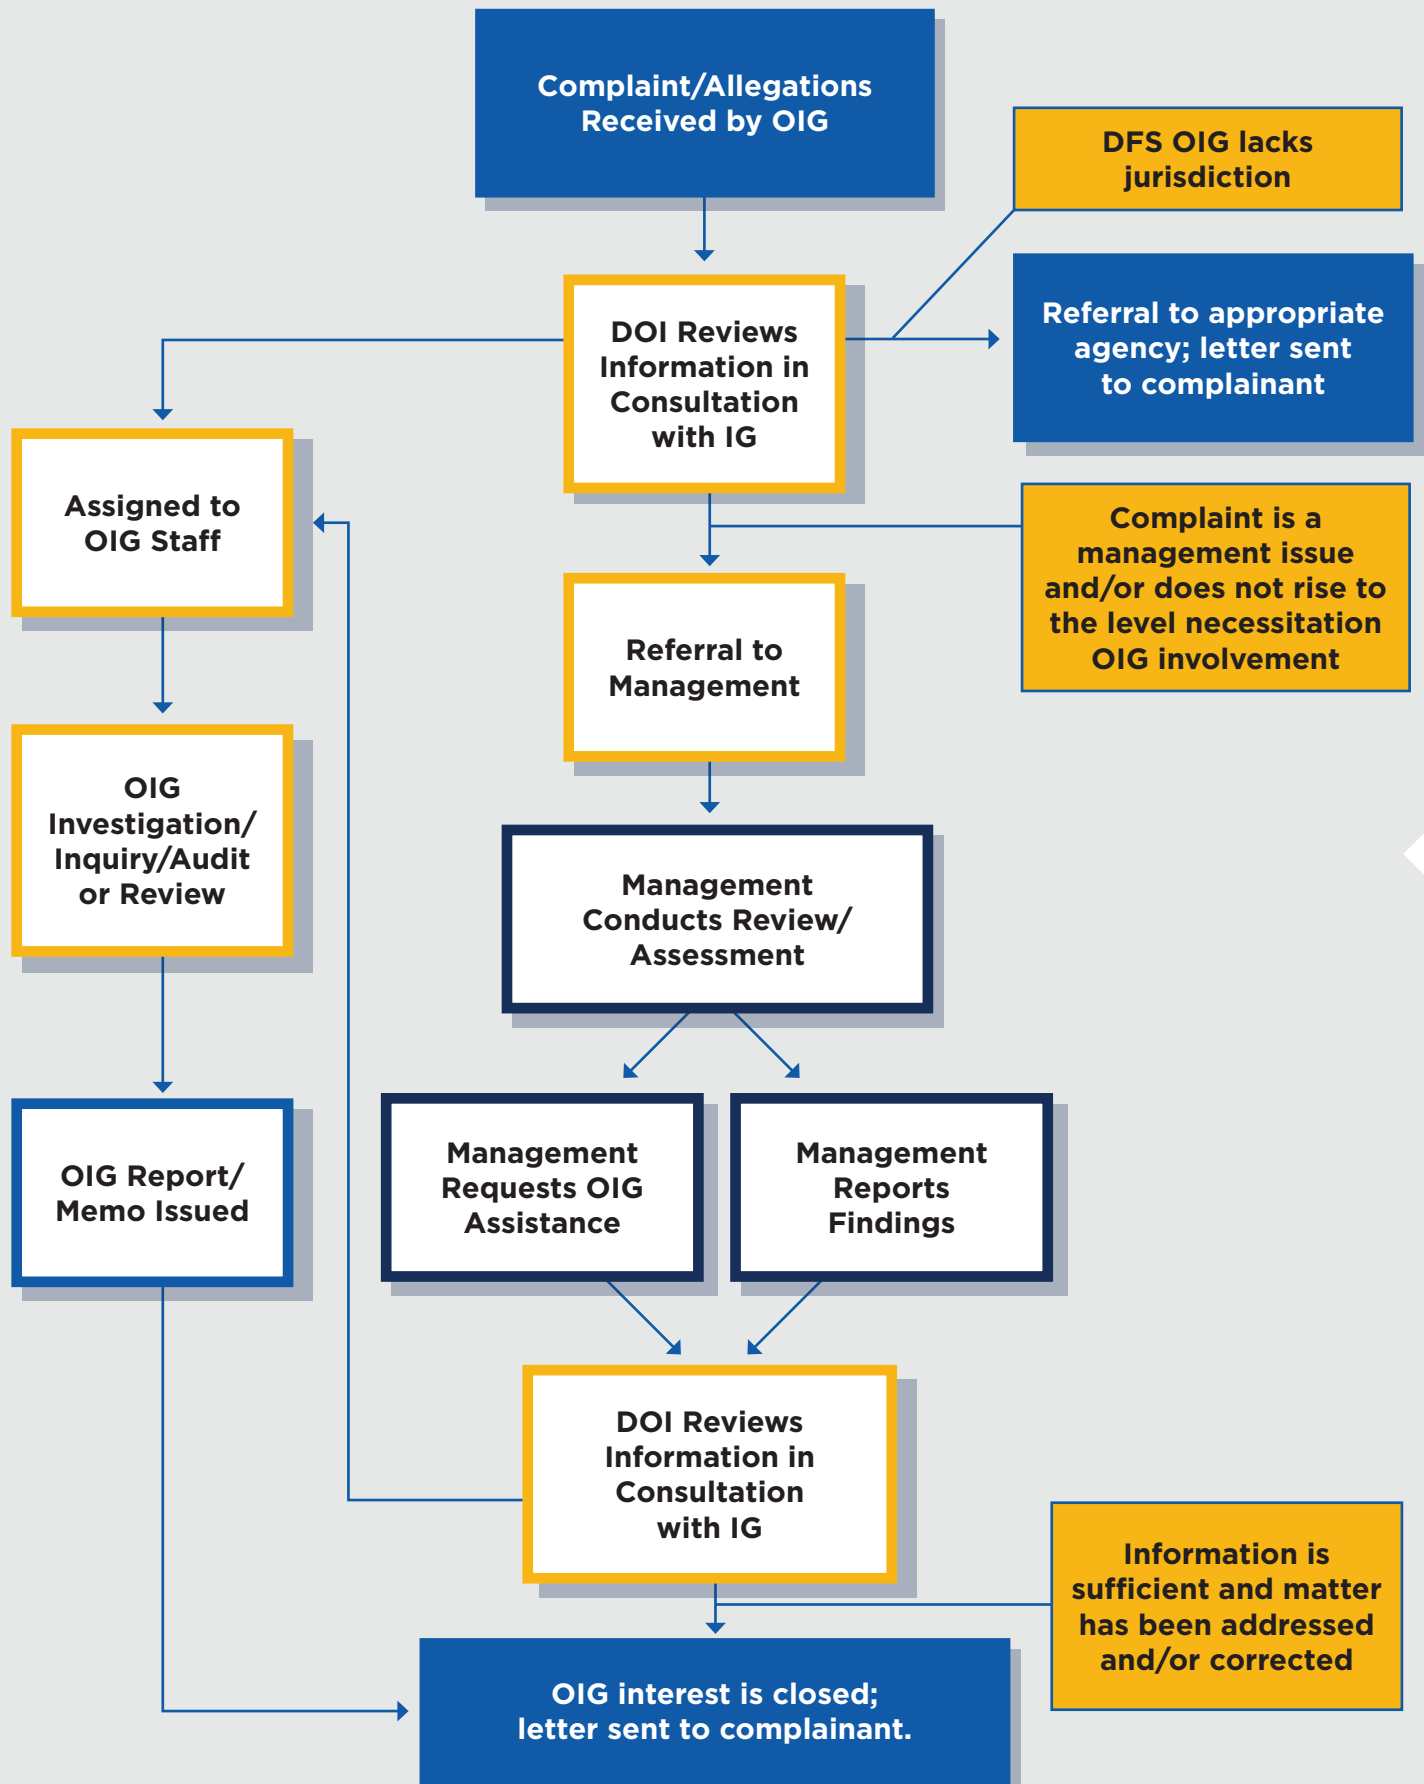 Complaint/Allegations
Received by OIG
DFS OIG lacks
jurisdiction
DOI Reviews
Information in
Consultation
with IG
Referral to appropriate
agency; letter sent
to complainant
Assigned to
OIG Staff
Complaint is a
management issue
and/or does not rise to
the level necessitation
OIG involvement
Referral to
Management
OIG
Investigation/
Inquiry/Audit
or Review
Management
Conducts Review/
Assessment
OIG Report/
Memo Issued
Management
Requests OIG
Assistance
Management
Reports
Findings
DOI Reviews
Information in
Consultation
with IG
Information is
sufficient and matter
has been addressed
and/or corrected
OIG interest is closed;
letter sent to complainant.